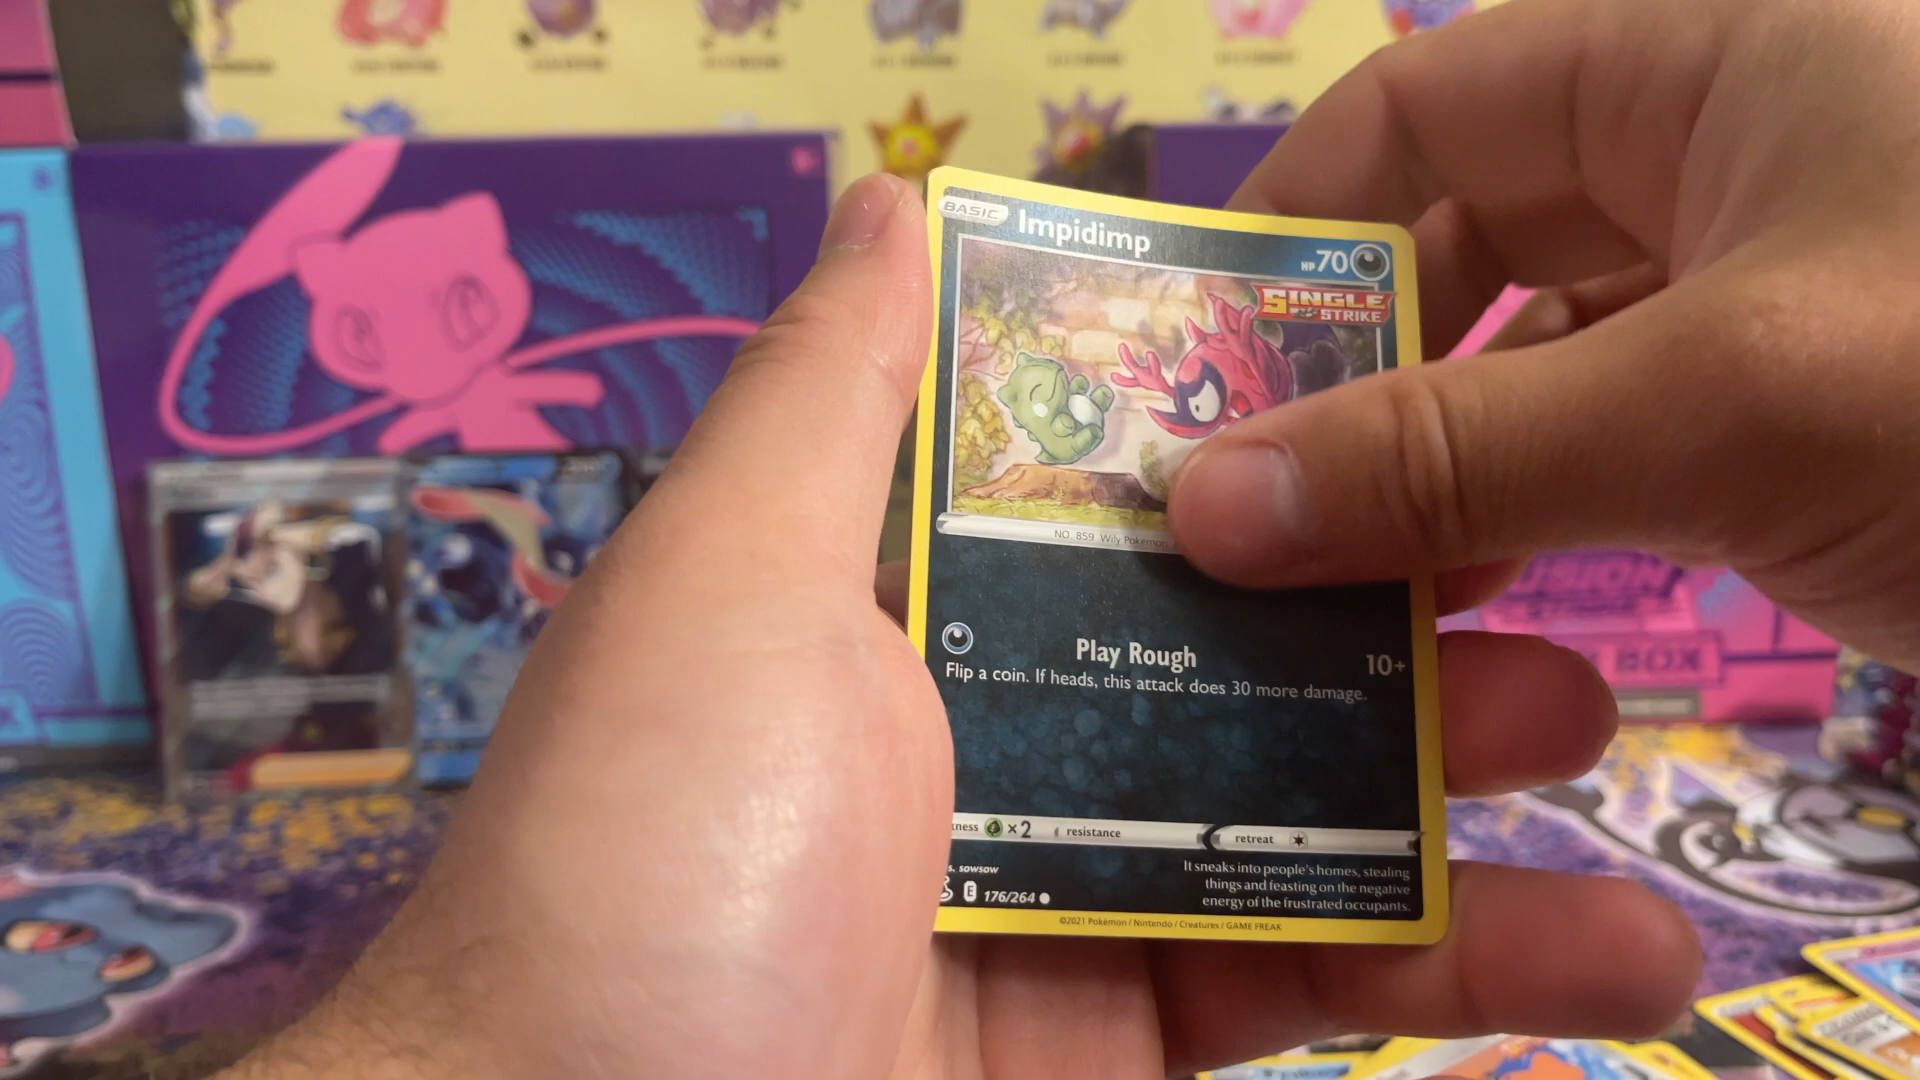 BASIC Impidimp HP 70
SINGLE
STRIKE
NO. 859 Wily Pokémon
Play Rough 10+
Flip a coin. If heads, this attack does 30 more damage.
×2 resistance retreat
sowsow
It sneaks into people's homes, stealing
things and feasting on the negative
energy of the frustrated occupants.
E 176/264
©2021 Pokémon / Nintendo / Creatures / GAME FREAK
BOX